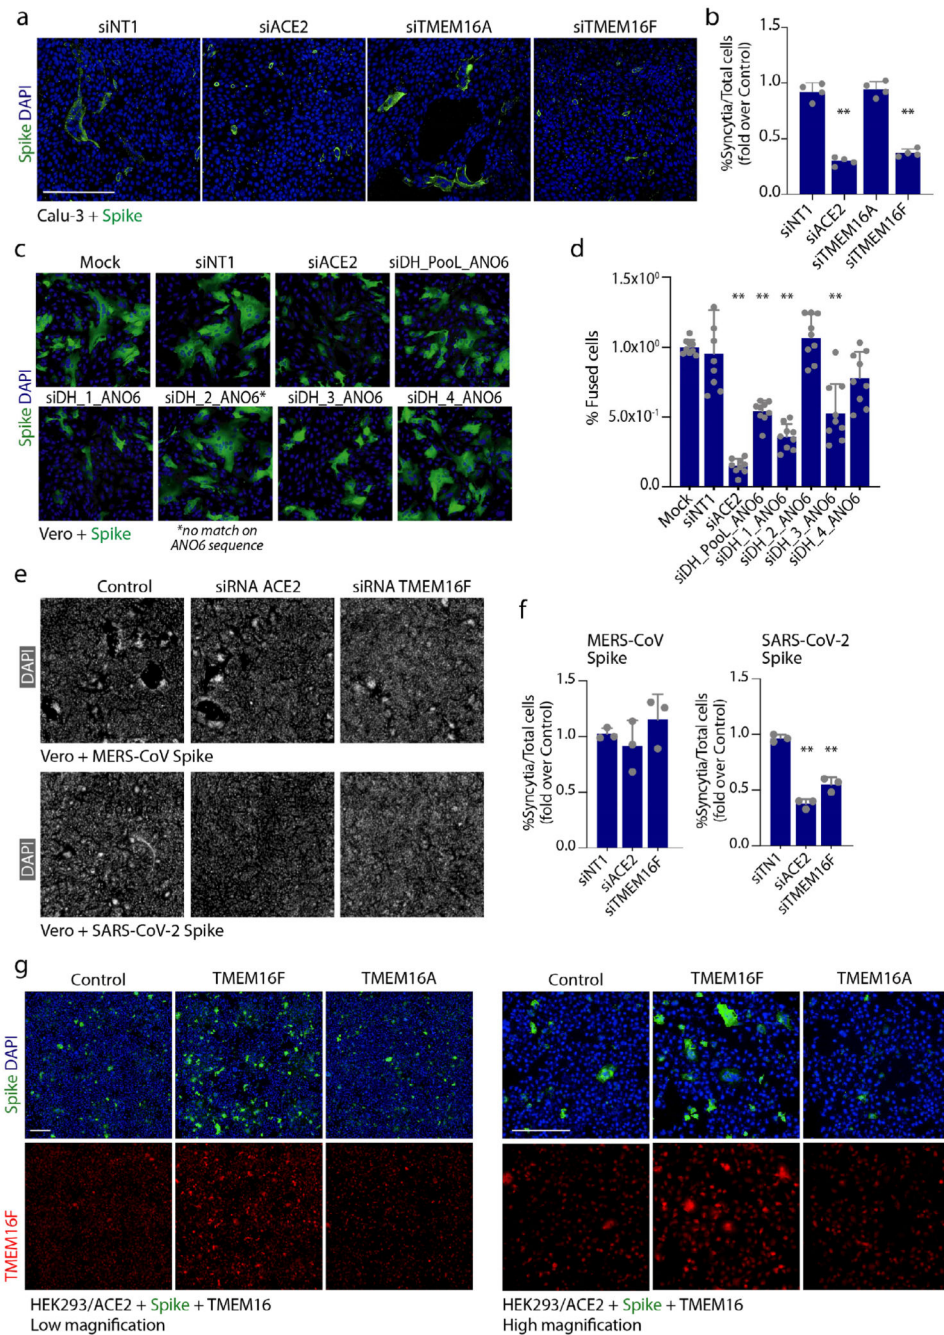 a
siNT1 siACE2 siTMEM16A siTMEM16F
Spike DAPI
Calu-3 + Spike
b
%Syncytia/Total cells
(fold over Control)
1.5
1.0
0.5
0.0
** **
siNT1
siACE2
siTMEM16A
siTMEM16F
c
Mock siNT1 siACE2 siDH_PooL_ANO6
siDH_1_ANO6 siDH_2_ANO6* siDH_3_ANO6 siDH_4_ANO6
Spike DAPI
Vero + Spike
*no match on
ANO6 sequence
d
% Fused cells
1.5x10⁰
1.0x10⁰
5.0x10⁻¹
0.0
** ** ** **
Mock
siNT1
siACE2
siDH_PooL_ANO6
siDH_1_ANO6
siDH_2_ANO6
siDH_3_ANO6
siDH_4_ANO6
e
Control siRNA ACE2 siRNA TMEM16F
DAPI
Vero + MERS-CoV Spike
DAPI
Vero + SARS-CoV-2 Spike
f
MERS-CoV
Spike
%Syncytia/Total cells
(fold over Control)
1.5
1.0
0.5
0.0
siNT1
siACE2
siTMEM16F
SARS-CoV-2
Spike
%Syncytia/Total cells
(fold over Control)
1.5
1.0
0.5
0.0
** **
siTN1
siACE2
siTMEM16F
g
Control TMEM16F TMEM16A
Spike DAPI
TMEM16F
HEK293/ACE2 + Spike + TMEM16
Low magnification
Control TMEM16F TMEM16A
HEK293/ACE2 + Spike + TMEM16
High magnification